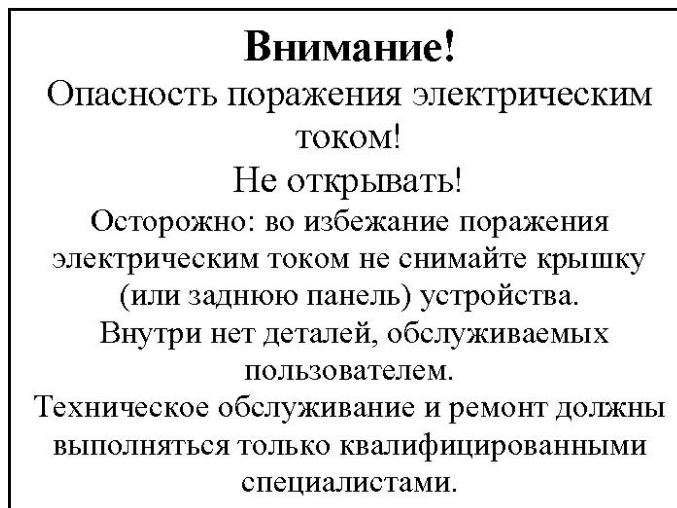 Внимание!
Опасность поражения электрическим
током!
Не открывать!
Осторожно: во избежание поражения
электрическим током не снимайте крышку
(или заднюю панель) устройства.
Внутри нет деталей, обслуживаемых
пользователем.
Техническое обслуживание и ремонт должны
выполняться только квалифицированными
специалистами.